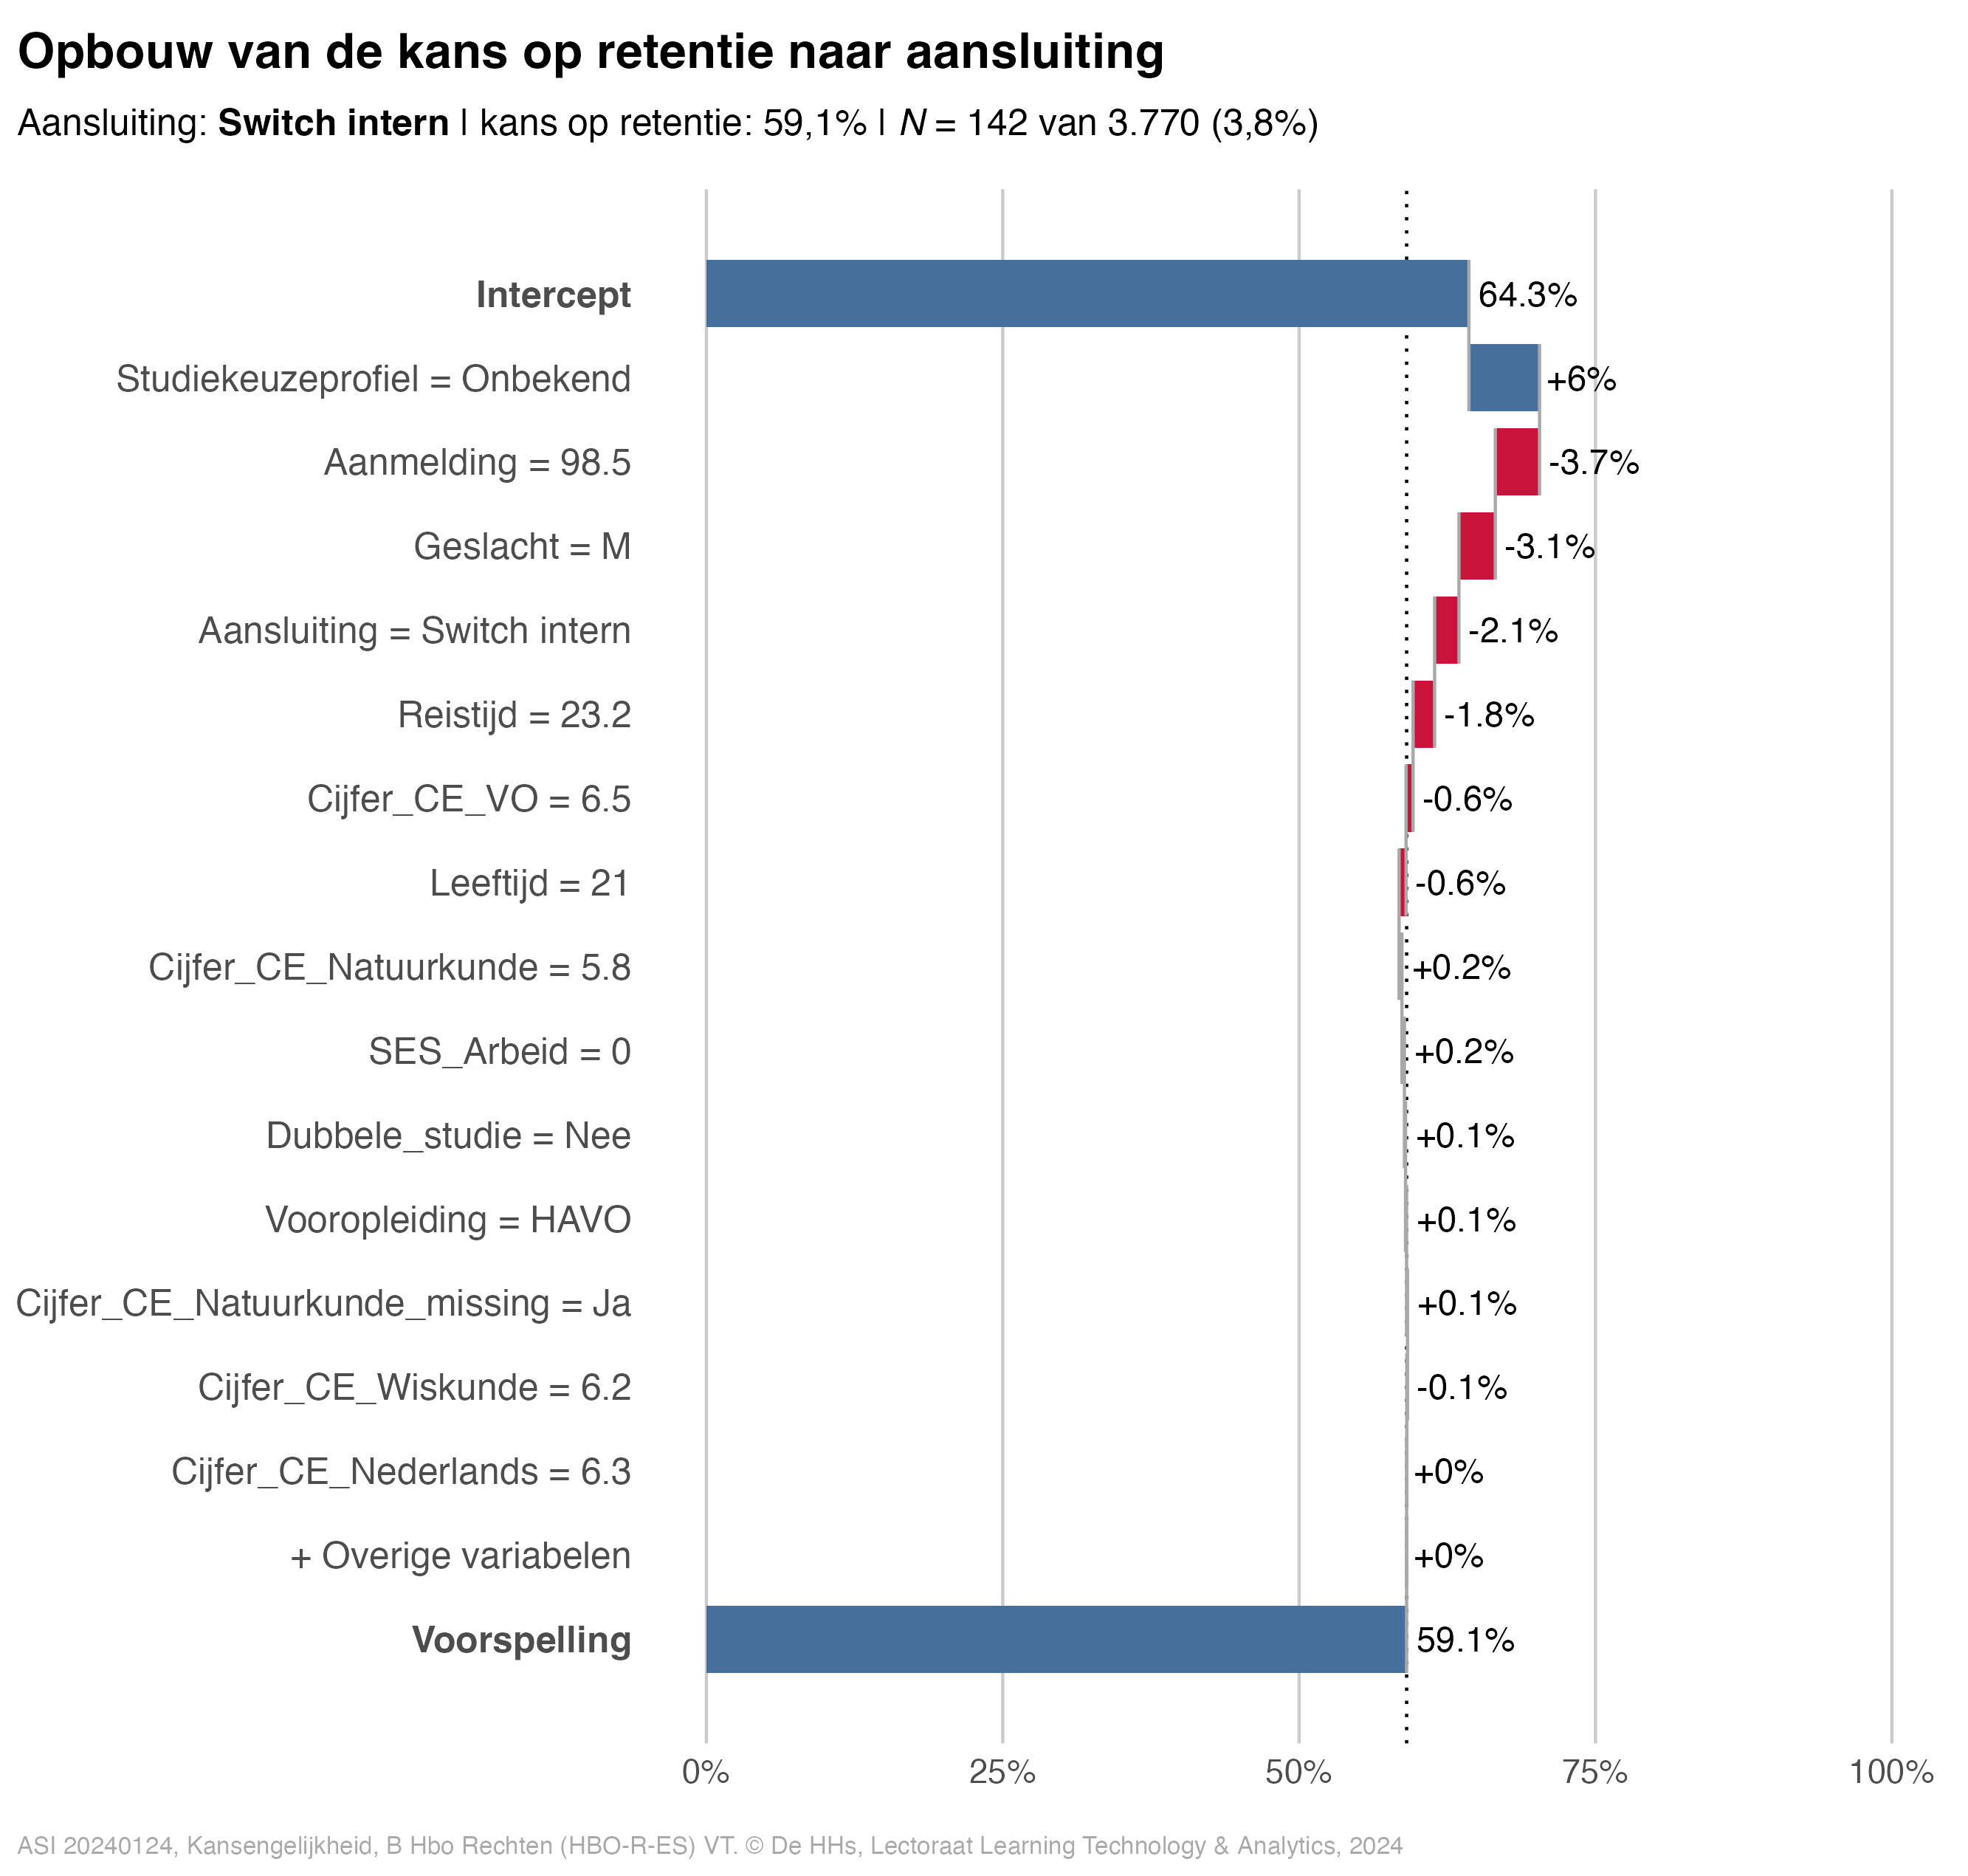 Opbouw van de kans op retentie naar aansluiting
Aansluiting: Switch intern | kans op retentie: 59,1% | N = 142 van 3.770 (3,8%)
Intercept 64.3%
Studiekeuzeprofiel = Onbekend +6%
Aanmelding = 98.5 -3.7%
Geslacht = M -3.1%
Aansluiting = Switch intern -2.1%
Reistijd = 23.2 -1.8%
Cijfer_CE_VO = 6.5 -0.6%
Leeftijd = 21 -0.6%
Cijfer_CE_Natuurkunde = 5.8 +0.2%
SES_Arbeid = 0 +0.2%
Dubbele_studie = Nee +0.1%
Vooropleiding = HAVO +0.1%
Cijfer_CE_Natuurkunde_missing = Ja +0.1%
Cijfer_CE_Wiskunde = 6.2 -0.1%
Cijfer_CE_Nederlands = 6.3 +0%
+ Overige variabelen +0%
Voorspelling 59.1%
0% 25% 50% 75% 100%
ASI 20240124, Kansengelijkheid, B Hbo Rechten (HBO-R-ES) VT. © De HHs, Lectoraat Learning Technology & Analytics, 2024